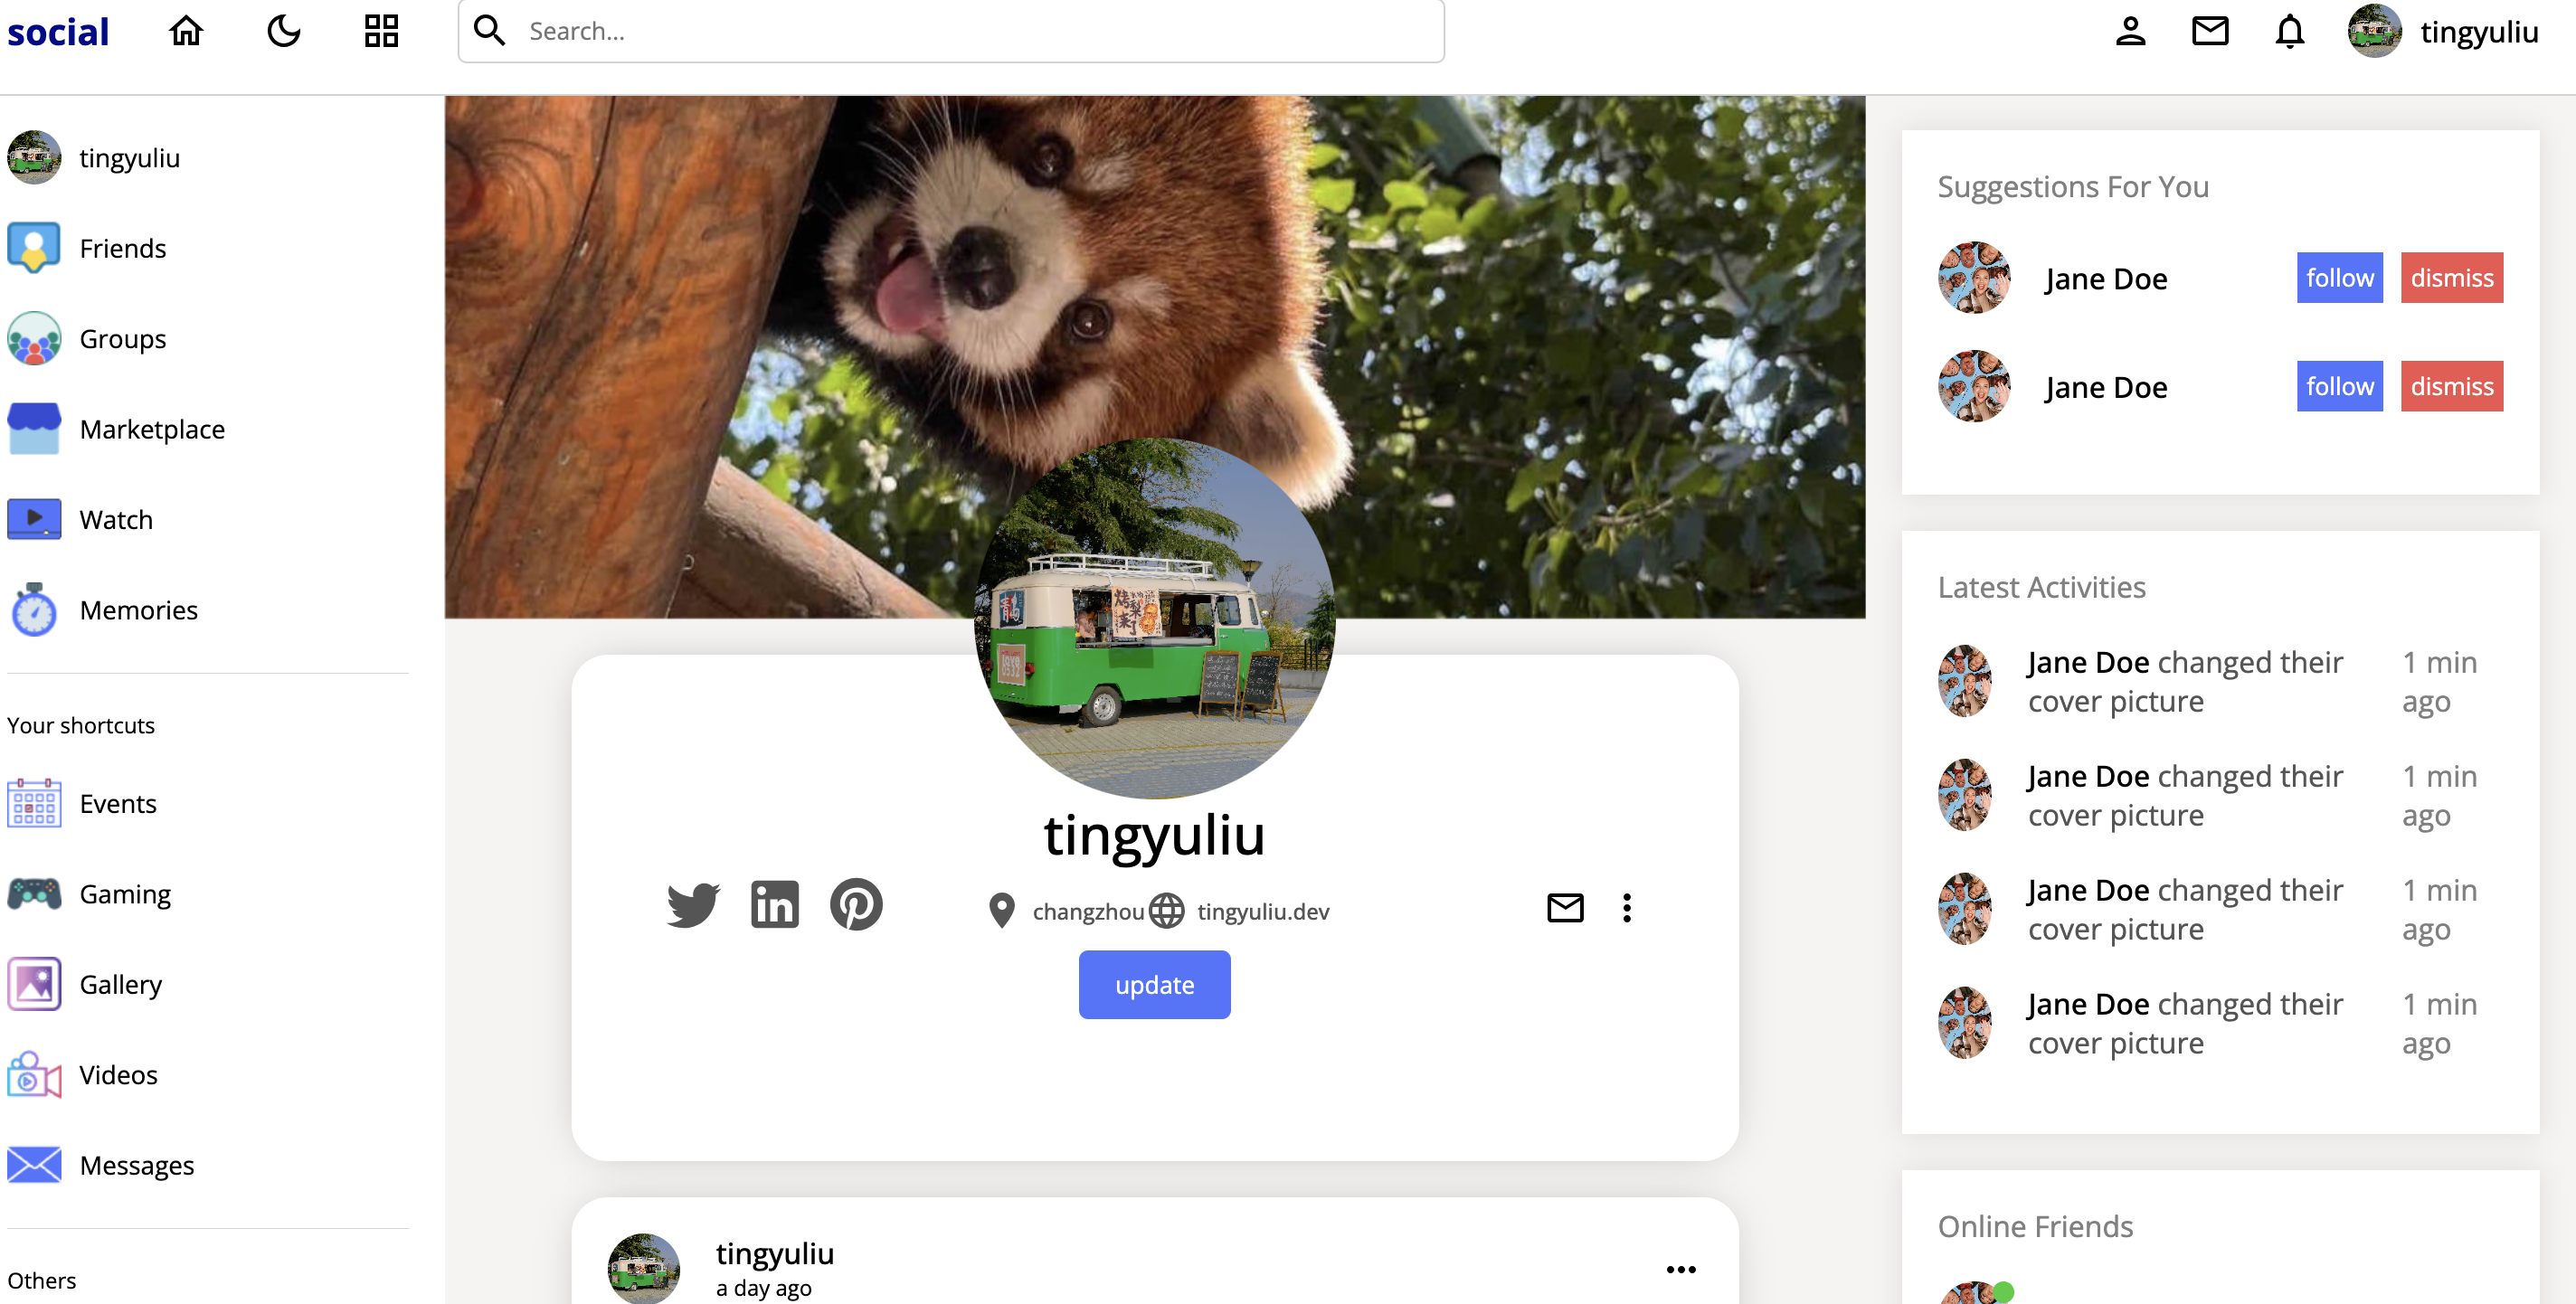 social
Search...
tingyuliu
tingyuliu
Friends
Groups
Marketplace
Watch
Memories
Your shortcuts
Events
Gaming
Gallery
Videos
Messages
Others
烤梨
来了
tingyuliu
changzhou
tingyuliu.dev
update
tingyuliu
a day ago
Suggestions For You
Jane Doe
follow
dismiss
Jane Doe
follow
dismiss
Latest Activities
Jane Doe changed their
cover picture
1 min
ago
Jane Doe changed their
cover picture
1 min
ago
Jane Doe changed their
cover picture
1 min
ago
Jane Doe changed their
cover picture
1 min
ago
Online Friends